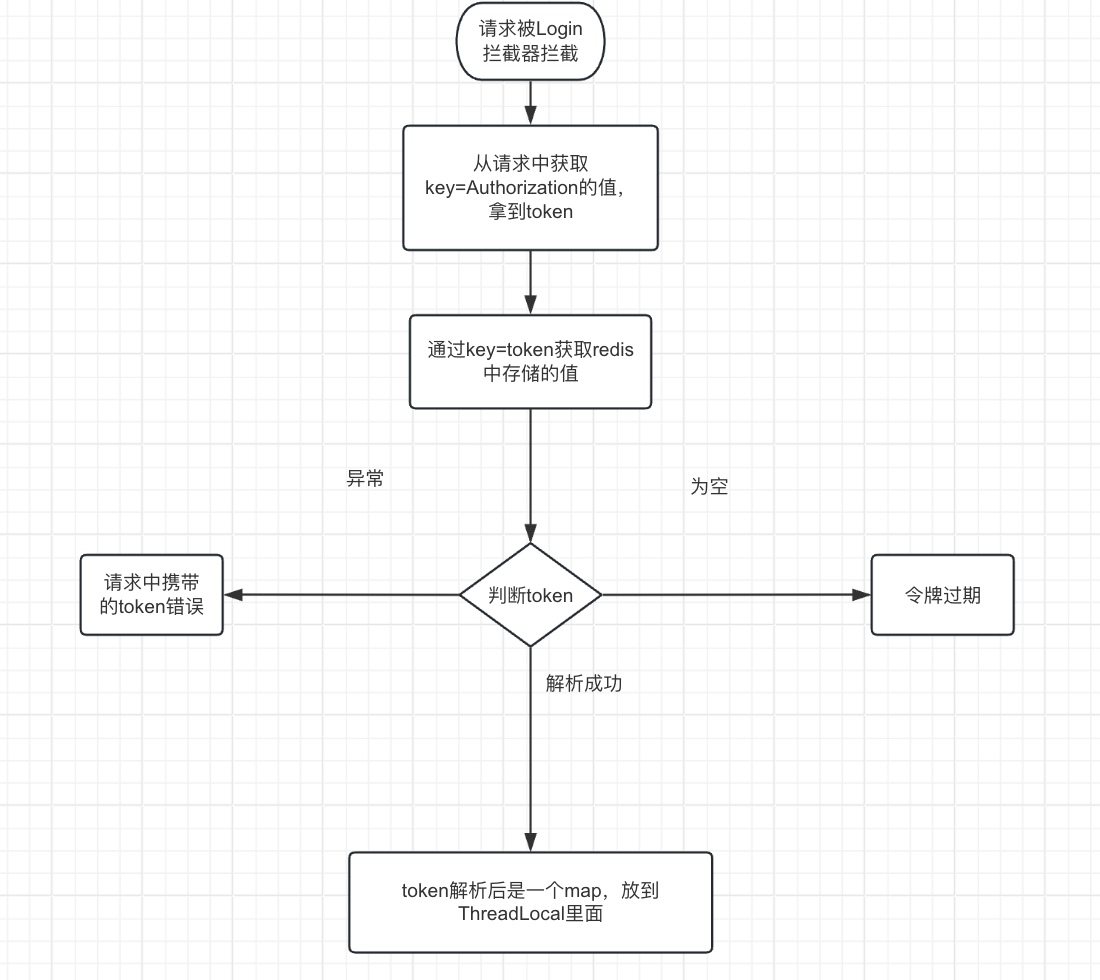 请求被Login
拦截器拦截
从请求中获取
key=Authorization的值，
拿到token
通过key=token获取redis
中存储的值
异常
为空
请求中携带
的token错误
判断token
令牌过期
解析成功
token解析后是一个map，放到
ThreadLocal里面